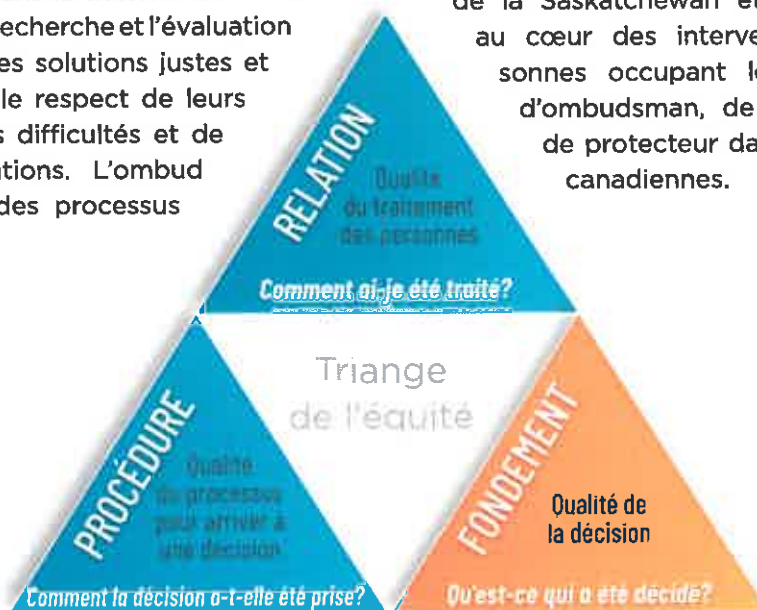 echerche et l'évaluation
es solutions justes et
le respect de leurs
s difficultés et de
tions. L'ombud
des processus
de la Saskatchewan et
au cœur des interve
sonnes occupant l
d'ombudsman, de
de protecteur da
canadiennes.
RELATION
Qualité
du traitement
des personnes
Comment ai-je été traité?
Triange
de l'équité
PROCÉDURE
Qualité
du processus
pour arriver à
une décision
Comment la décision a-t-elle été prise?
FONDEMENT
Qualité de
la décision
Qu'est-ce qui a été décidé?